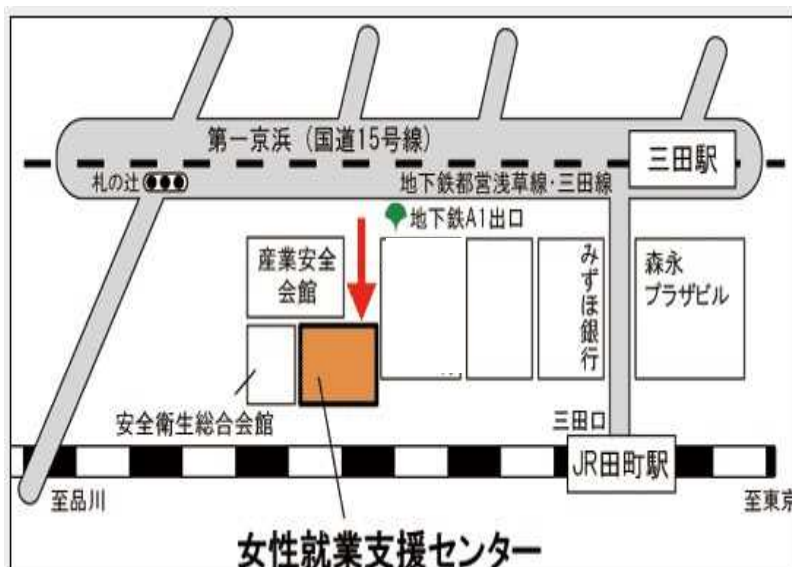 第一京浜（国道15号線）
三田駅
札の辻
地下鉄都営浅草線・三田線
地下鉄A1出口
産業安全
会館
みずほ銀行
森永
プラザビル
安全衛生総合会館
三田口
JR田町駅
至品川
至東京
女性就業支援センター